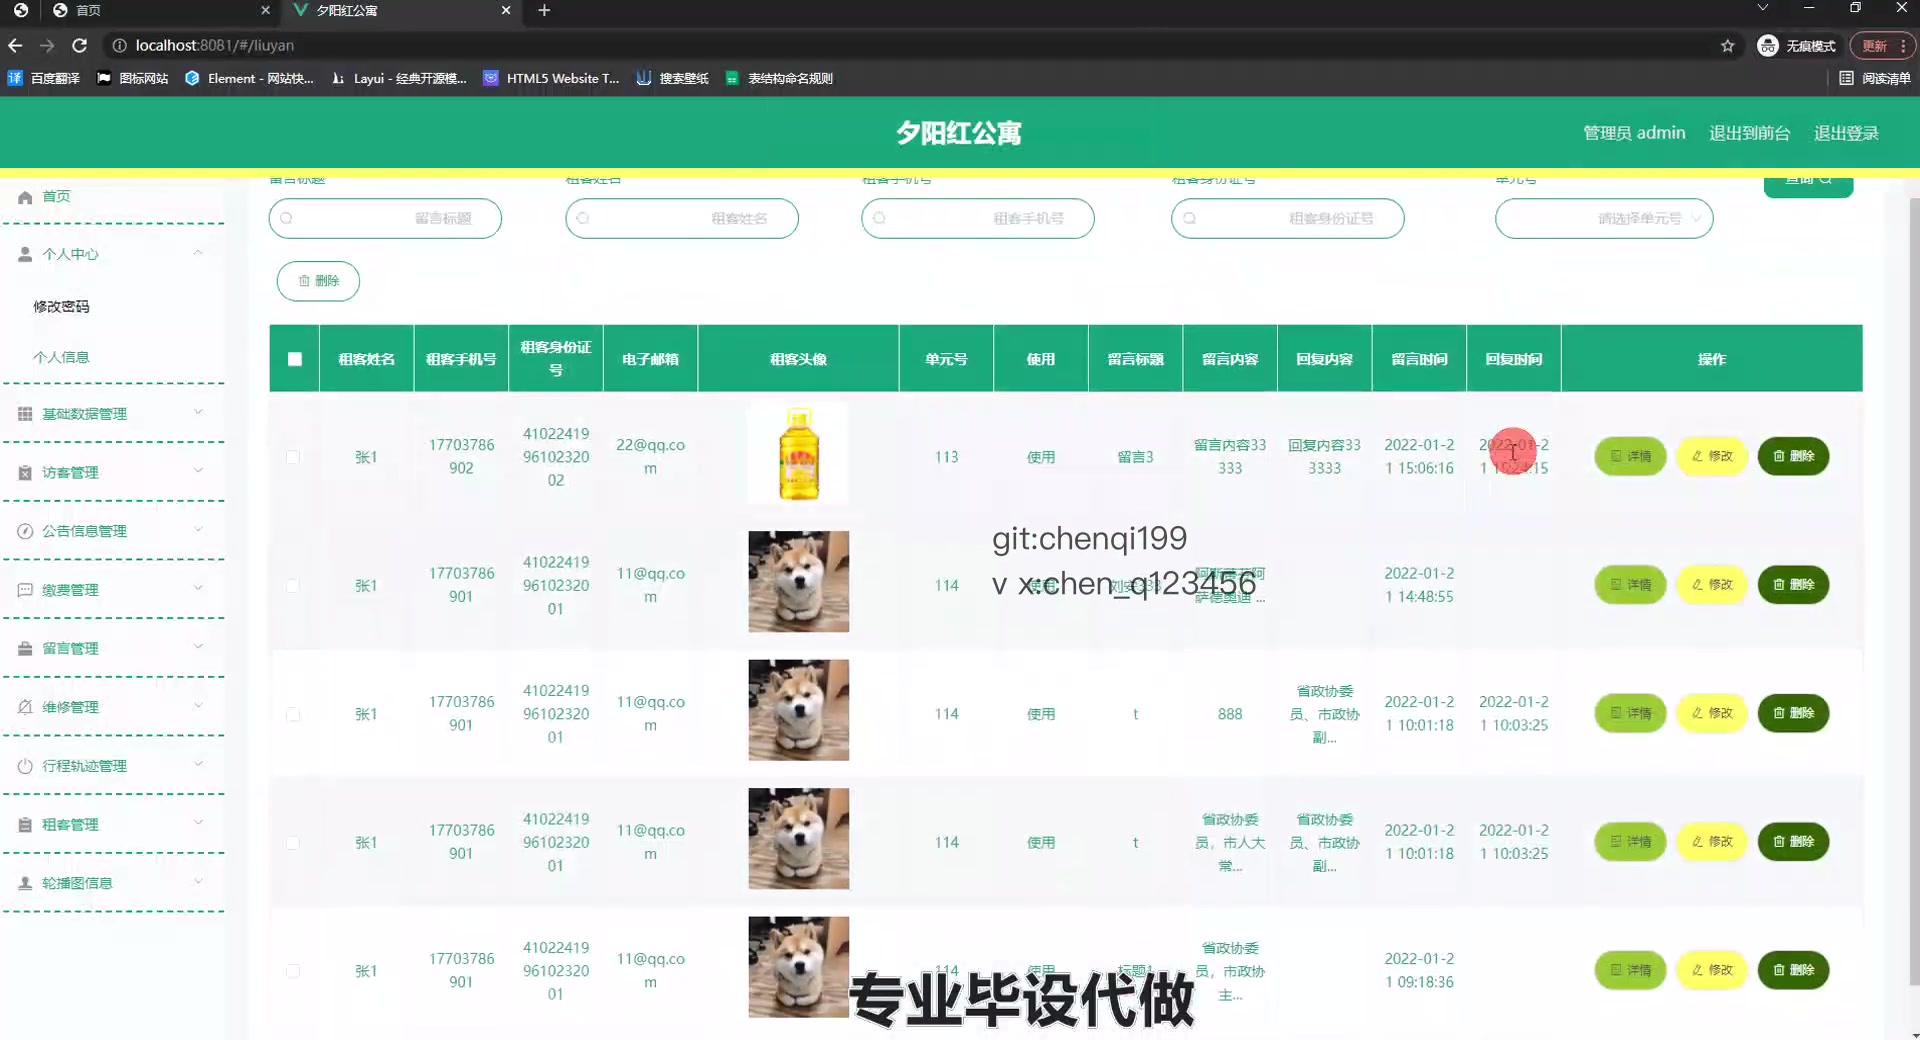 首页
夕阳红公寓
localhost:8081/#/liuyan
无痕模式
更新
百度翻译
图标网站
Element - 网站快...
Layui - 经典开源模...
HTML5 Website T...
搜索壁纸
表结构命名规则
阅读清单
夕阳红公寓
管理员 admin
退出到前台
退出登录
首页
个人中心
修改密码
个人信息
基础数据管理
访客管理
公告信息管理
缴费管理
留言管理
维修管理
行程轨迹管理
租客管理
轮播图信息
留言标题 租客姓名 租客手机号 租客身份证号 单元号 查询
留言标题 租客姓名 租客手机号 租客身份证号 请选择单元号
删除
租客姓名 租客手机号 租客身份证号 电子邮箱 租客头像 单元号 使用 留言标题 留言内容 回复内容 留言时间 回复时间 操作
张1 17703786902 410224199610232002 22@qq.com 113 使用 留言3 留言内容33333 回复内容333333 2022-01-21 15:06:16 2022-01-21 15:24:15 详情 修改 删除
张1 17703786901 410224199610232001 11@qq.com 114 2022-01-21 14:48:55 详情 修改 删除
git:chenqi199
v x:chen_q123456
张1 17703786901 410224199610232001 11@qq.com 114 使用 t 888 省政协委员、市政协副... 2022-01-21 10:01:18 2022-01-21 10:03:25 详情 修改 删除
张1 17703786901 410224199610232001 11@qq.com 114 使用 t 省政协委员，市人大常... 省政协委员、市政协副... 2022-01-21 10:01:18 2022-01-21 10:03:25 详情 修改 删除
张1 17703786901 410224199610232001 11@qq.com 114 使用 省政协委员，市政协主... 2022-01-21 09:18:36 详情 修改 删除
专业毕设代做